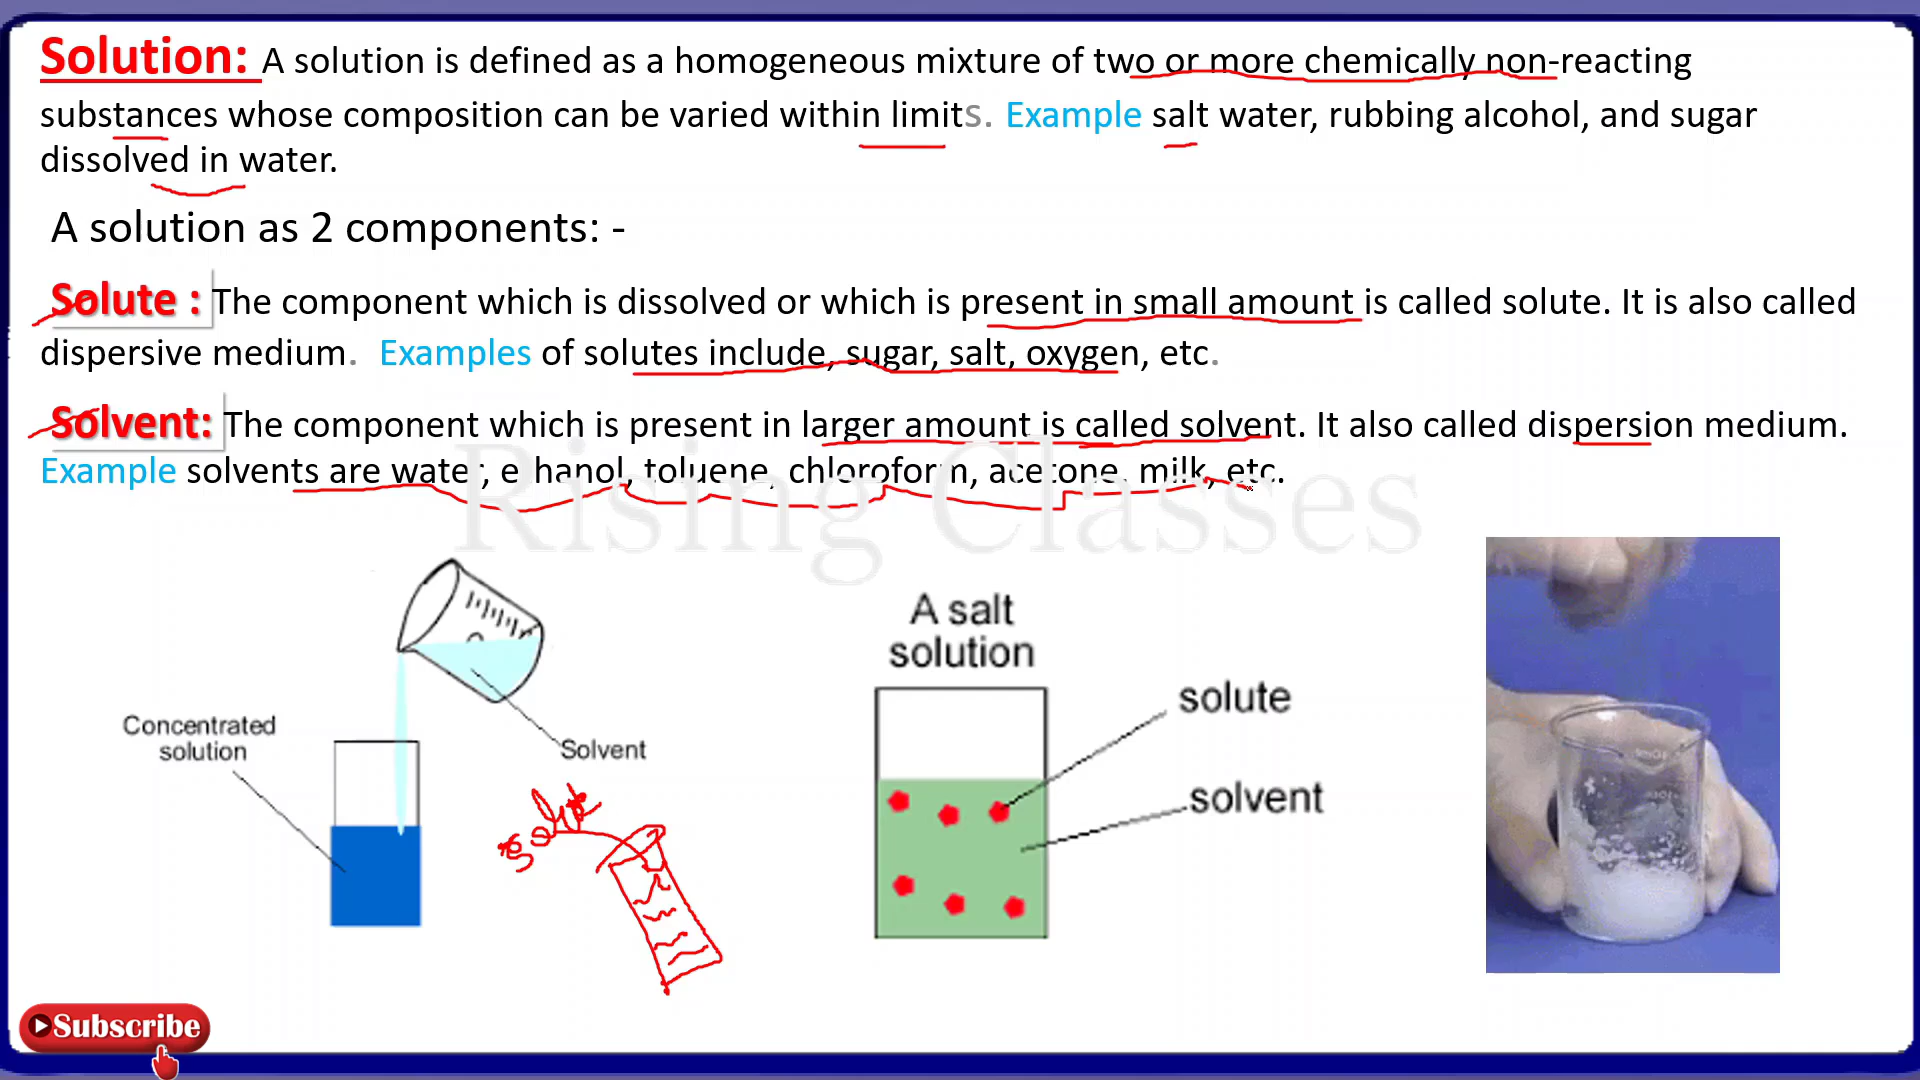 Solution: A solution is defined as a homogeneous mixture of two or more chemically non-reacting
substances whose composition can be varied within limits. Example salt water, rubbing alcohol, and sugar
dissolved in water.
A solution as 2 components: -
Solute : The component which is dissolved or which is present in small amount is called solute. It is also called
dispersive medium. Examples of solutes include, sugar, salt, oxygen, etc.
Solvent: The component which is present in larger amount is called solvent. It also called dispersion medium.
Example solvents are water, ethanol, toluene, chloroform, acetone, milk, etc.
Rising Classes
Concentrated
solution
Solvent
A salt
solution
solute
solvent
Subscribe